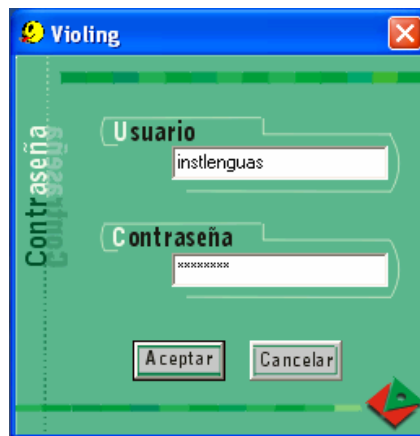 Violing
Contraseña
Usuario
instlenguas
Contraseña
********
Aceptar
Cancelar